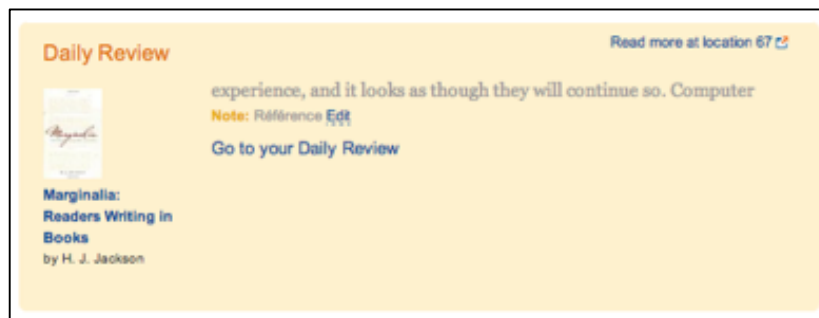 Daily Review
Read more at location 67
experience, and it looks as though they will continue so. Computer
Note: Référence Edit
Go to your Daily Review
Marginalia
Marginalia:
Readers Writing in
Books
by H. J. Jackson